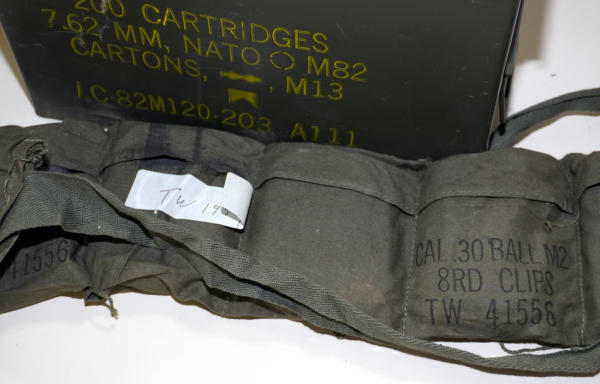 200 CARTRIDGES
7.62 MM, NATO M82
CARTONS, , M13
LC-82M120-203 A111
TW 19
41556
CAL .30 BALL M2
8RD CLIPS
TW 41556